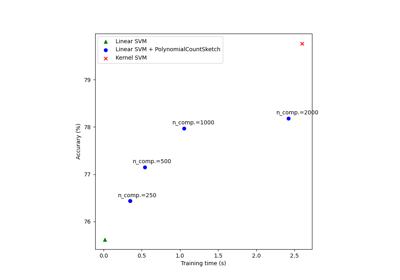 Linear SVM
Linear SVM + PolynomialCountSketch
Kernel SVM
79
78
77
76
n_comp.=2000
n_comp.=1000
n_comp.=500
n_comp.=250
Accurary (%)
0.0 0.5 1.0 1.5 2.0 2.5
Training time (s)